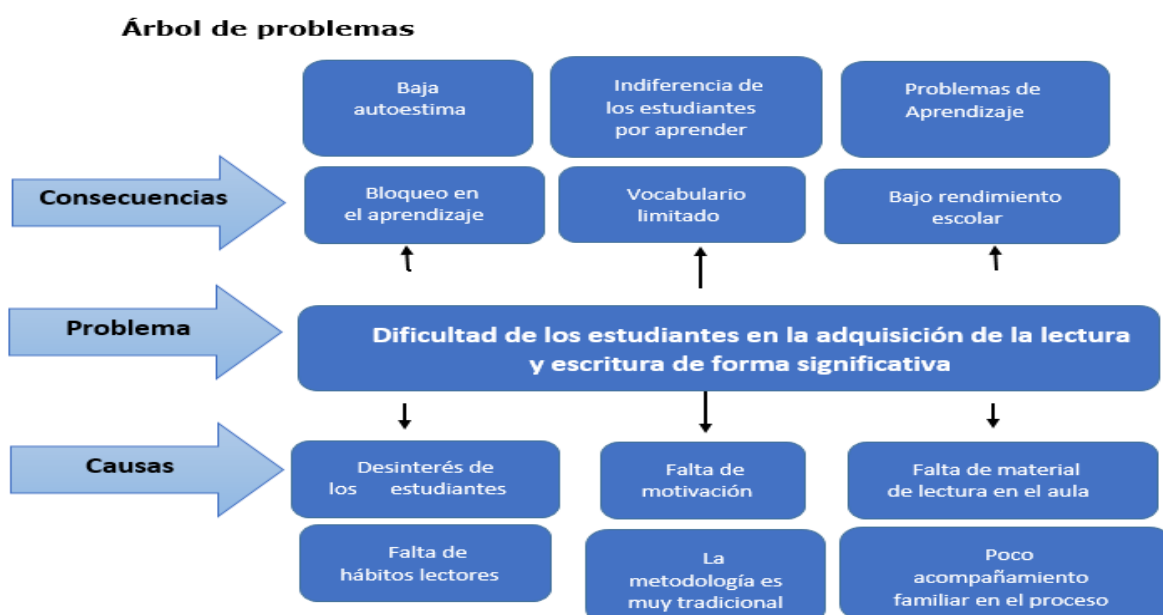 Árbol de problemas
Baja
autoestima
Indiferencia de
los estudiantes
por aprender
Problemas de
Aprendizaje
Consecuencias
Bloqueo en
el aprendizaje
Vocabulario
limitado
Bajo rendimiento
escolar
Problema
Dificultad de los estudiantes en la adquisición de la lectura
y escritura de forma significativa
Causas
Desinterés de
los estudiantes
Falta de
motivación
Falta de material
de lectura en el aula
Falta de
hábitos lectores
La
metodología es
muy tradicional
Poco
acompañamiento
familiar en el proceso